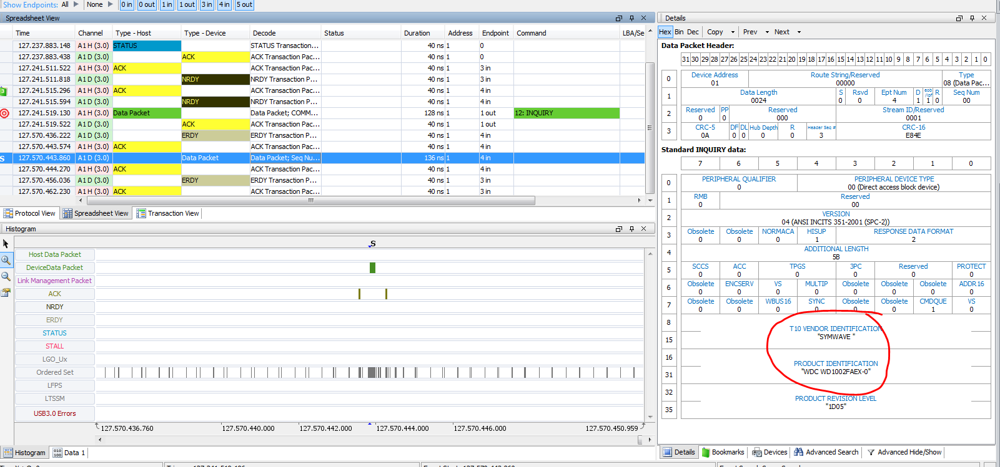 Show Endpoints: All None 0 in 0 out 1 in 1 out 3 in 4 in 5 out
Spreadsheet View
Time Channel Type - Host Type - Device Decode Status Duration Address Endpoint Command LBA/Se
127.237.883.148 A1 H (3.0) STATUS STATUS Transaction... 40 ns 1 0
127.237.883.438 A1 D (3.0) ACK ACK Transaction Pac... 40 ns 1 0
127.241.511.522 A1 H (3.0) ACK ACK Transaction Pac... 40 ns 1 3 in
127.241.511.818 A1 D (3.0) NRDY NRDY Transaction P... 40 ns 1 3 in
3 127.241.515.296 A1 H (3.0) ACK ACK Transaction Pac... 40 ns 1 3 in
127.241.515.594 A1 D (3.0) NRDY NRDY Transaction P... 40 ns 1 3 in
127.241.519.130 A1 H (3.0) Data Packet Data Packet; COMM... 128 ns 1 1 out 12: INQUIRY
127.241.519.522 A1 D (3.0) ACK ACK Transaction Pac... 40 ns 1 1 out
127.570.436.222 A1 D (3.0) ERDY ERDY Transaction P... 40 ns 1 4 in
127.570.443.574 A1 H (3.0) ACK ACK Transaction Pac... 40 ns 1 4 in
S 127.570.443.860 A1 D (3.0) Data Packet Data Packet; Seq Nu... 136 ns 1 4 in
127.570.444.270 A1 H (3.0) ACK ACK Transaction Pac... 40 ns 1 4 in
127.570.456.036 A1 D (3.0) ERDY ERDY Transaction P... 40 ns 1 4 in
127.570.462.230 A1 H (3.0) ACK ACK Transaction Pac... 40 ns 1 4 in
Protocol View Spreadsheet View Transaction View
Histogram
S
Host Data Packet
DeviceData Packet
Link Management Packet
ACK
NRDY
ERDY
STATUS
STALL
LGO_Ux
Ordered Set
LFPS
LTSSM
USB3.0 Errors
127.570.436.760 127.570.440.000 127.570.442.000 127.570.444.000 127.570.446.000 127.570.450.959
Histogram Data 1
Details
Hex Bin Dec Copy Prev Next
Data Packet Header:
31 30 29 28 27 26 25 24 23 22 21 20 19 18 17 16 15 14 13 12 11 10 9 8 7 6 5 4 3 2 1 0
Device Address Route String/Reserved Type
0 01 00000 08 (Data Pac...
Data Length S Rsvd Ept Num D eob/lpf R Seq Num
1 0024 0 0 4 1 1 0 00
Reserved PP Reserved Stream ID/Reserved
2 0 0 000 0001
CRC-5 DF DL Hub Depth R Header Seq # CRC-16
3 0A 0 0 0 0 3 E84E
Standard INQUIRY data:
7 6 5 4 3 2 1 0
PERIPHERAL QUALIFIER PERIPHERAL DEVICE TYPE
0 0 00 (Direct access block device)
RMB Reserved
1 0 00
VERSION
2 04 (ANSI INCITS 351-2001 (SPC-2))
Obsolete Obsolete NORMACA HISUP RESPONSE DATA FORMAT
3 0 0 0 1 2
ADDITIONAL LENGTH
4 5B
SCCS ACC TPGS 3PC Reserved PROTECT
5 0 0 0 0 0 0
Obsolete ENCSERV VS MULTIP Obsolete Obsolete Obsolete ADDR16
6 0 0 0 0 0 0 0 0
Obsolete Obsolete WBUS16 SYNC Obsolete Obsolete CMDQUE VS
7 0 0 0 0 0 0 1 0
8
T10 VENDOR IDENTIFICATION
15 "SYMWAVE "
16
PRODUCT IDENTIFICATION
31 "WDC WD1002FAEX-0"
32
PRODUCT REVISION LEVEL
35 "1D05"
Details Bookmarks Devices Advanced Search Advanced Hide/Show